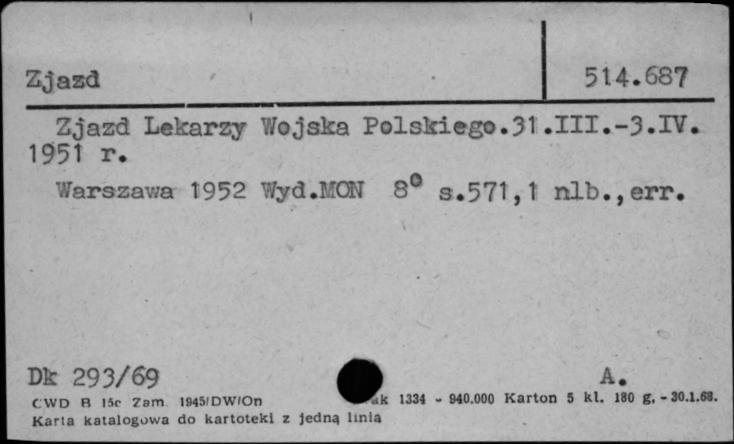 Zjazd 514.687
Zjazd Lekarzy Wojska Polskiego.31.III.-3.IV.
1951 r.
Warszawa 1952 Wyd.MON 8° s.571,1 nlb.,err.
Dk 293/69 A.
CWD B 15c Zam. 1945/DW/On 1334 - 940.000 Karton 5 kl. 180 g. - 30.1.68.
Karta katalogowa do kartoteki z jedną linią